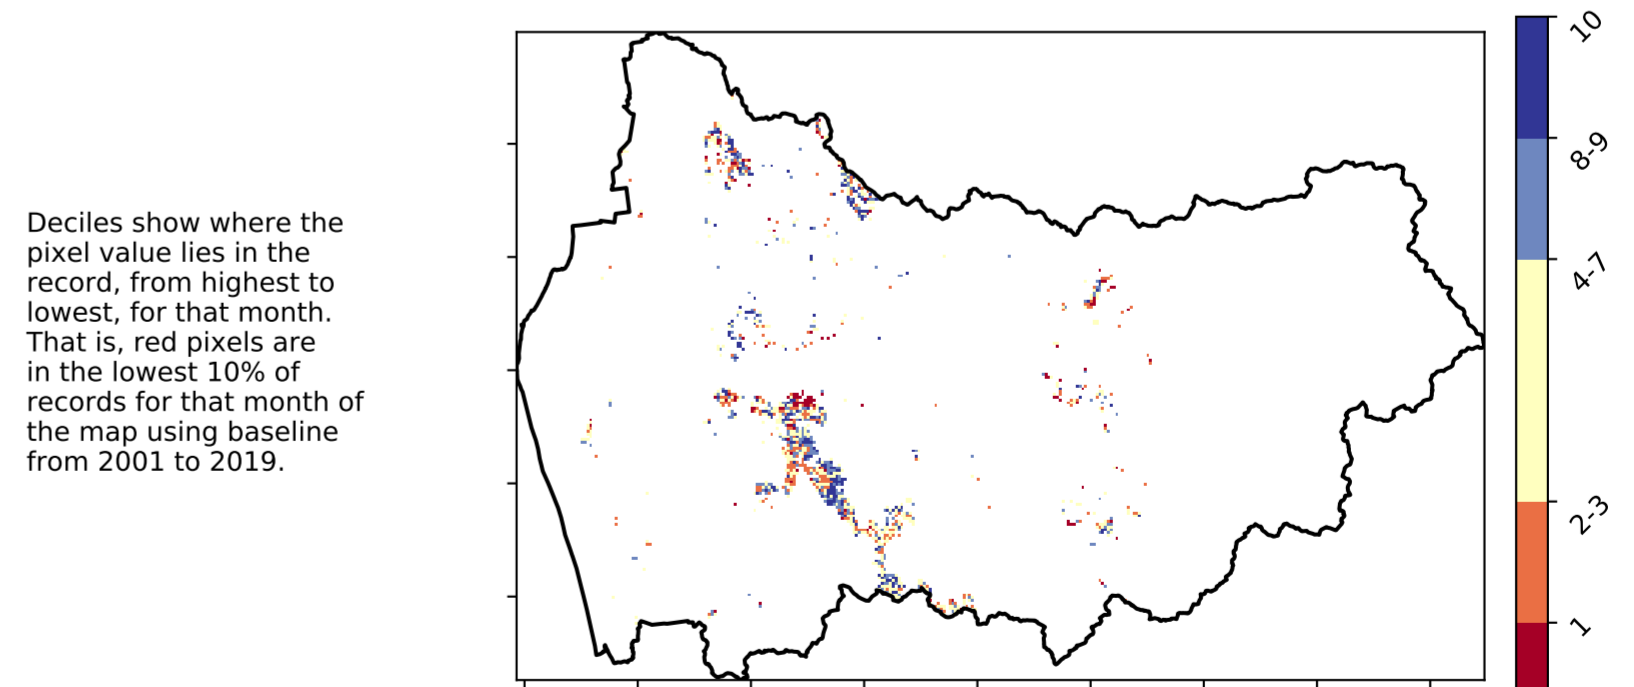 Deciles show where the
pixel value lies in the
record, from highest to
lowest, for that month.
That is, red pixels are
in the lowest 10% of
records for that month of
the map using baseline
from 2001 to 2019.
10
8-9
4-7
2-3
1